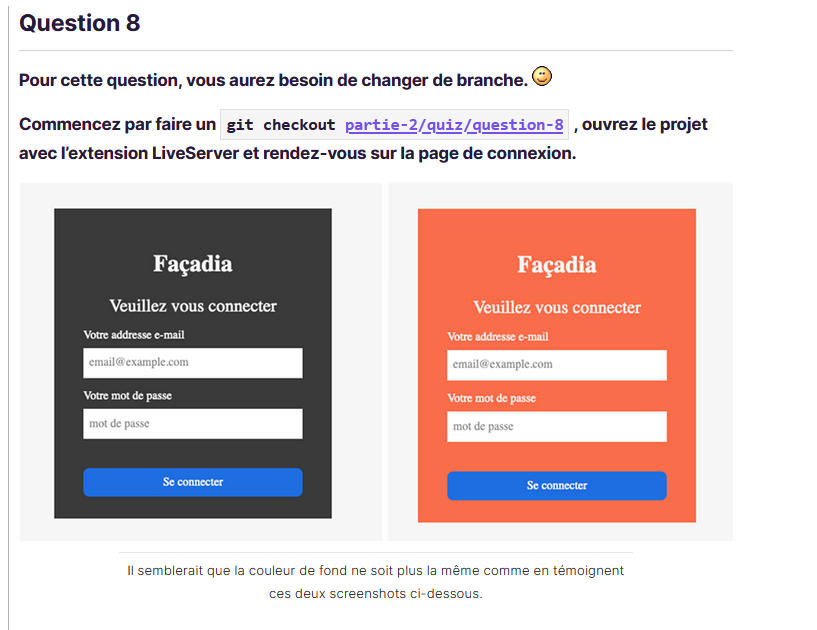 Question 8
Pour cette question, vous aurez besoin de changer de branche.
Commencez par faire un git checkout partie-2/quiz/question-8 , ouvrez le projet
avec l’extension LiveServer et rendez-vous sur la page de connexion.
Façadia
Veuillez vous connecter
Votre addresse e-mail
email@example.com
Votre mot de passe
mot de passe
Se connecter
Façadia
Veuillez vous connecter
Votre addresse e-mail
email@example.com
Votre mot de passe
mot de passe
Se connecter
Il semblerait que la couleur de fond ne soit plus la même comme en témoignent
ces deux screenshots ci-dessous.